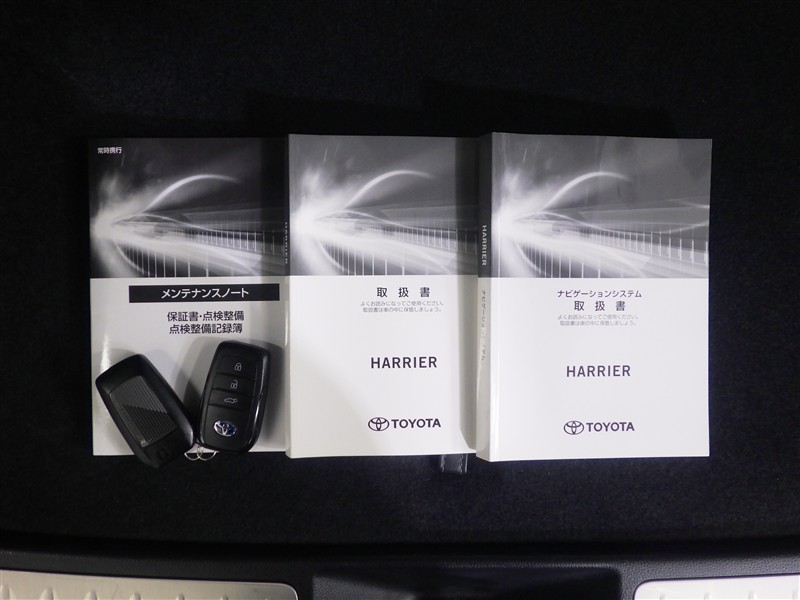 常時携行
メンテナンスノート
保証書・点検整備
点検整備記録簿
HARRIER
取扱書
よくお読みになってご使用ください。
取扱書は車の中に保管しましょう。
HARRIER
TOYOTA
HARRIER
ナビゲーションシステム
取扱書
よくお読みになってご使用ください。
取扱書は車の中に保管しましょう。
HARRIER
TOYOTA